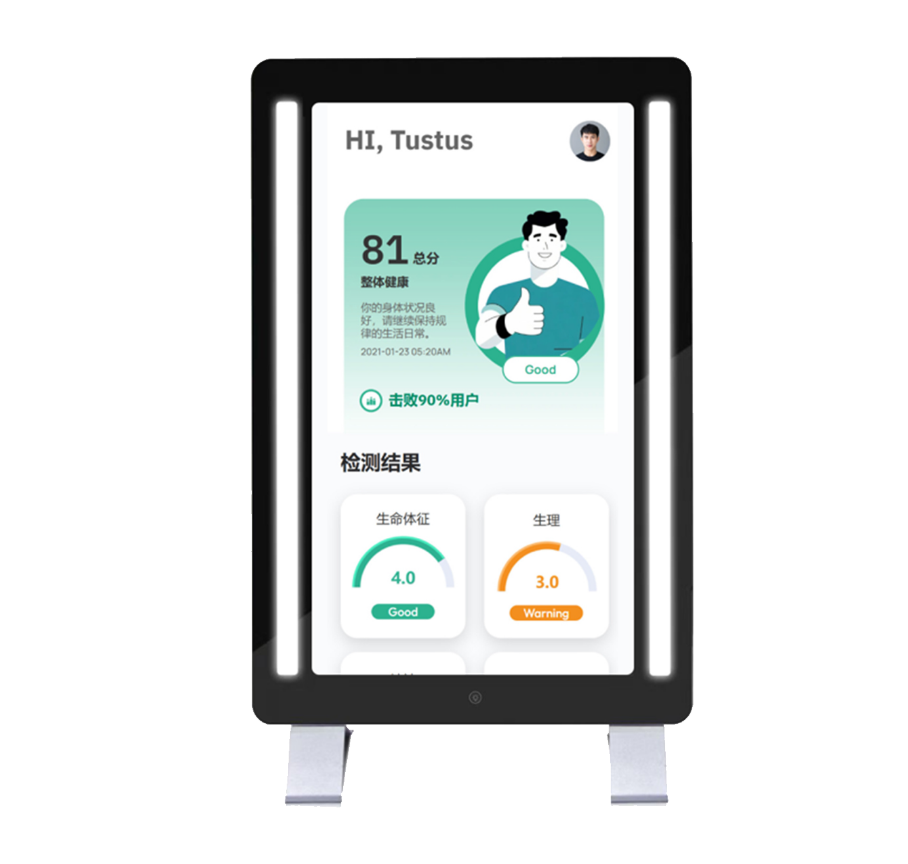 HI, Tustus
81 总分
整体健康
你的身体状况良
好，请继续保持规
律的生活日常。
2021-01-23 05:20AM
Good
击败90%用户
检测结果
生命体征
4.0
Good
生理
3.0
Warning